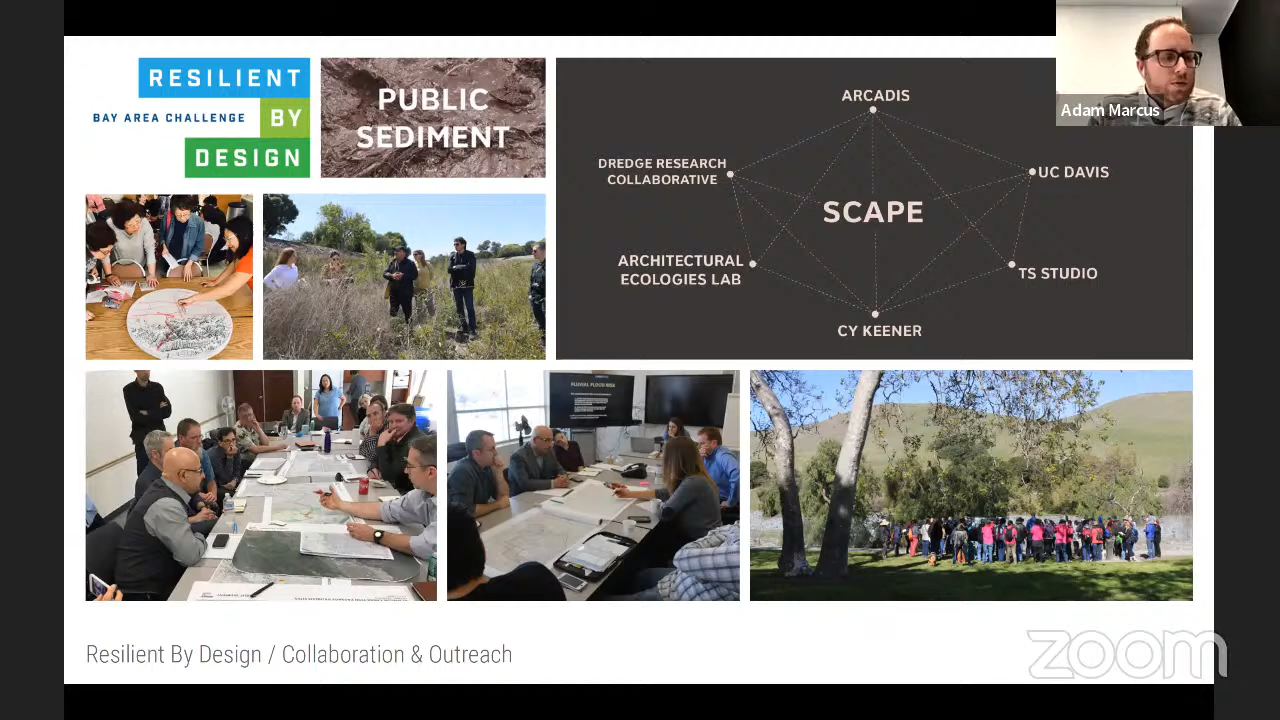 RESILIENT
BAY AREA CHALLENGE BY
DESIGN
PUBLIC
SEDIMENT
ARCADIS
DREDGE RESEARCH
COLLABORATIVE
UC DAVIS
SCAPE
ARCHITECTURAL
ECOLOGIES LAB
TS STUDIO
CY KEENER
Adam Marcus
PLUVIAL FLOOD RISK
Resilient By Design / Collaboration & Outreach
zoom